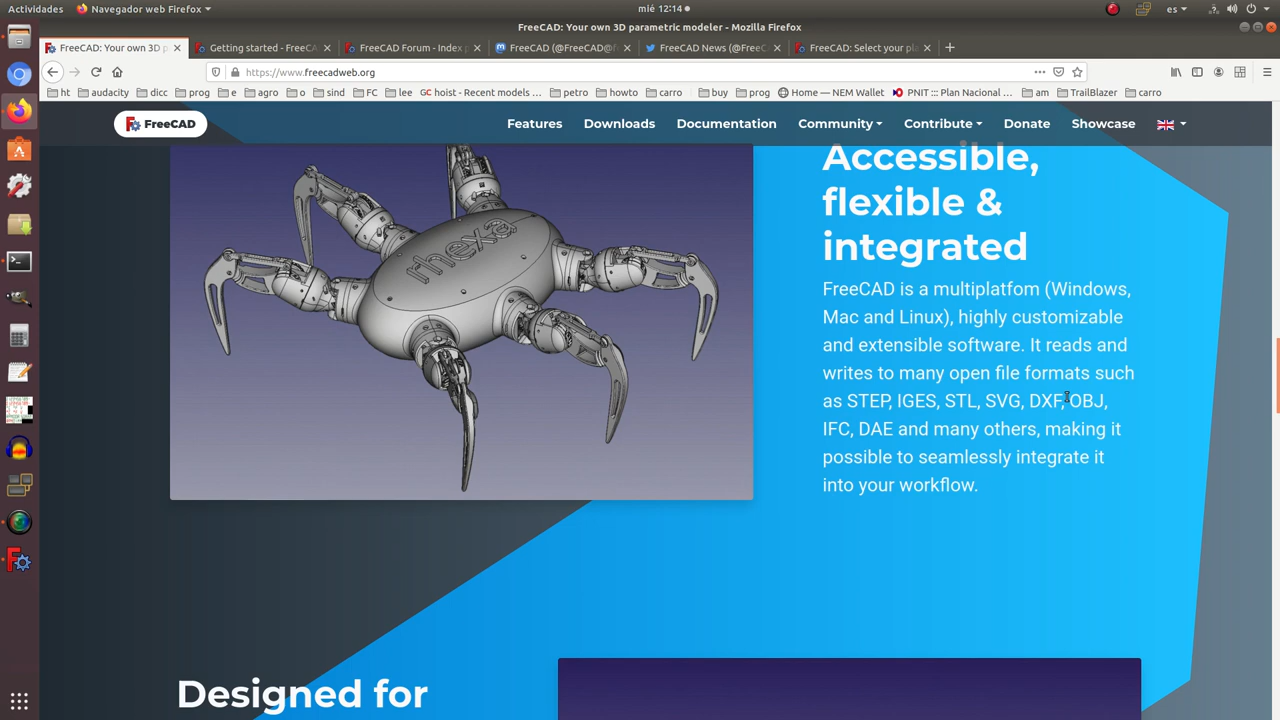 Actividades
Navegador web Firefox
mié 12:14
es
FreeCAD: Your own 3D parametric modeler - Mozilla Firefox
FreeCAD: Your own 3D p
Getting started - FreeCA
FreeCAD Forum - Index p
FreeCAD (@FreeCAD@f
FreeCAD News (@FreeC
FreeCAD: Select your pl
https://www.freecadweb.org
ht
audacity
dicc
prog
e
agro
o
sind
FC
lee
GC hoist - Recent models ...
petro
howto
carro
buy
prog
Home — NEM Wallet
PNIT ::: Plan Nacional ...
am
TrailBlazer
carro
FreeCAD
Features
Downloads
Documentation
Community
Contribute
Donate
Showcase
rhexa
Accessible,
flexible &
integrated
FreeCAD is a multiplatfom (Windows,
Mac and Linux), highly customizable
and extensible software. It reads and
writes to many open file formats such
as STEP, IGES, STL, SVG, DXF, OBJ,
IFC, DAE and many others, making it
possible to seamlessly integrate it
into your workflow.
Designed for